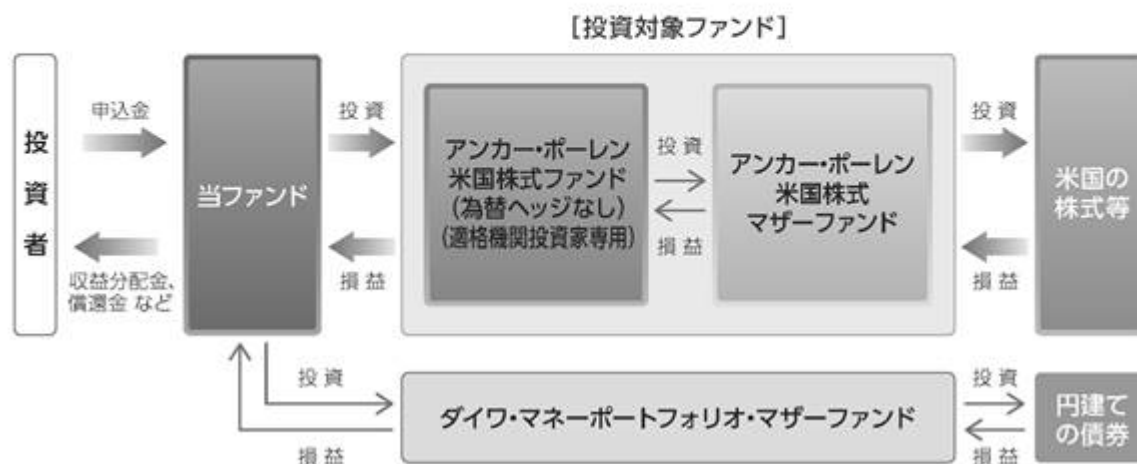 [投資対象ファンド]
投資者
申込金
収益分配金、
償還金 など
当ファンド
投資
損益
アンカー・ポーレン
米国株式ファンド
(為替ヘッジなし)
(適格機関投資家専用)
投資
損益
アンカー・ポーレン
米国株式
マザーファンド
投資
損益
米国の
株式等
投資
損益
ダイワ・マネーポートフォリオ・マザーファンド
投資
損益
円建て
の債券